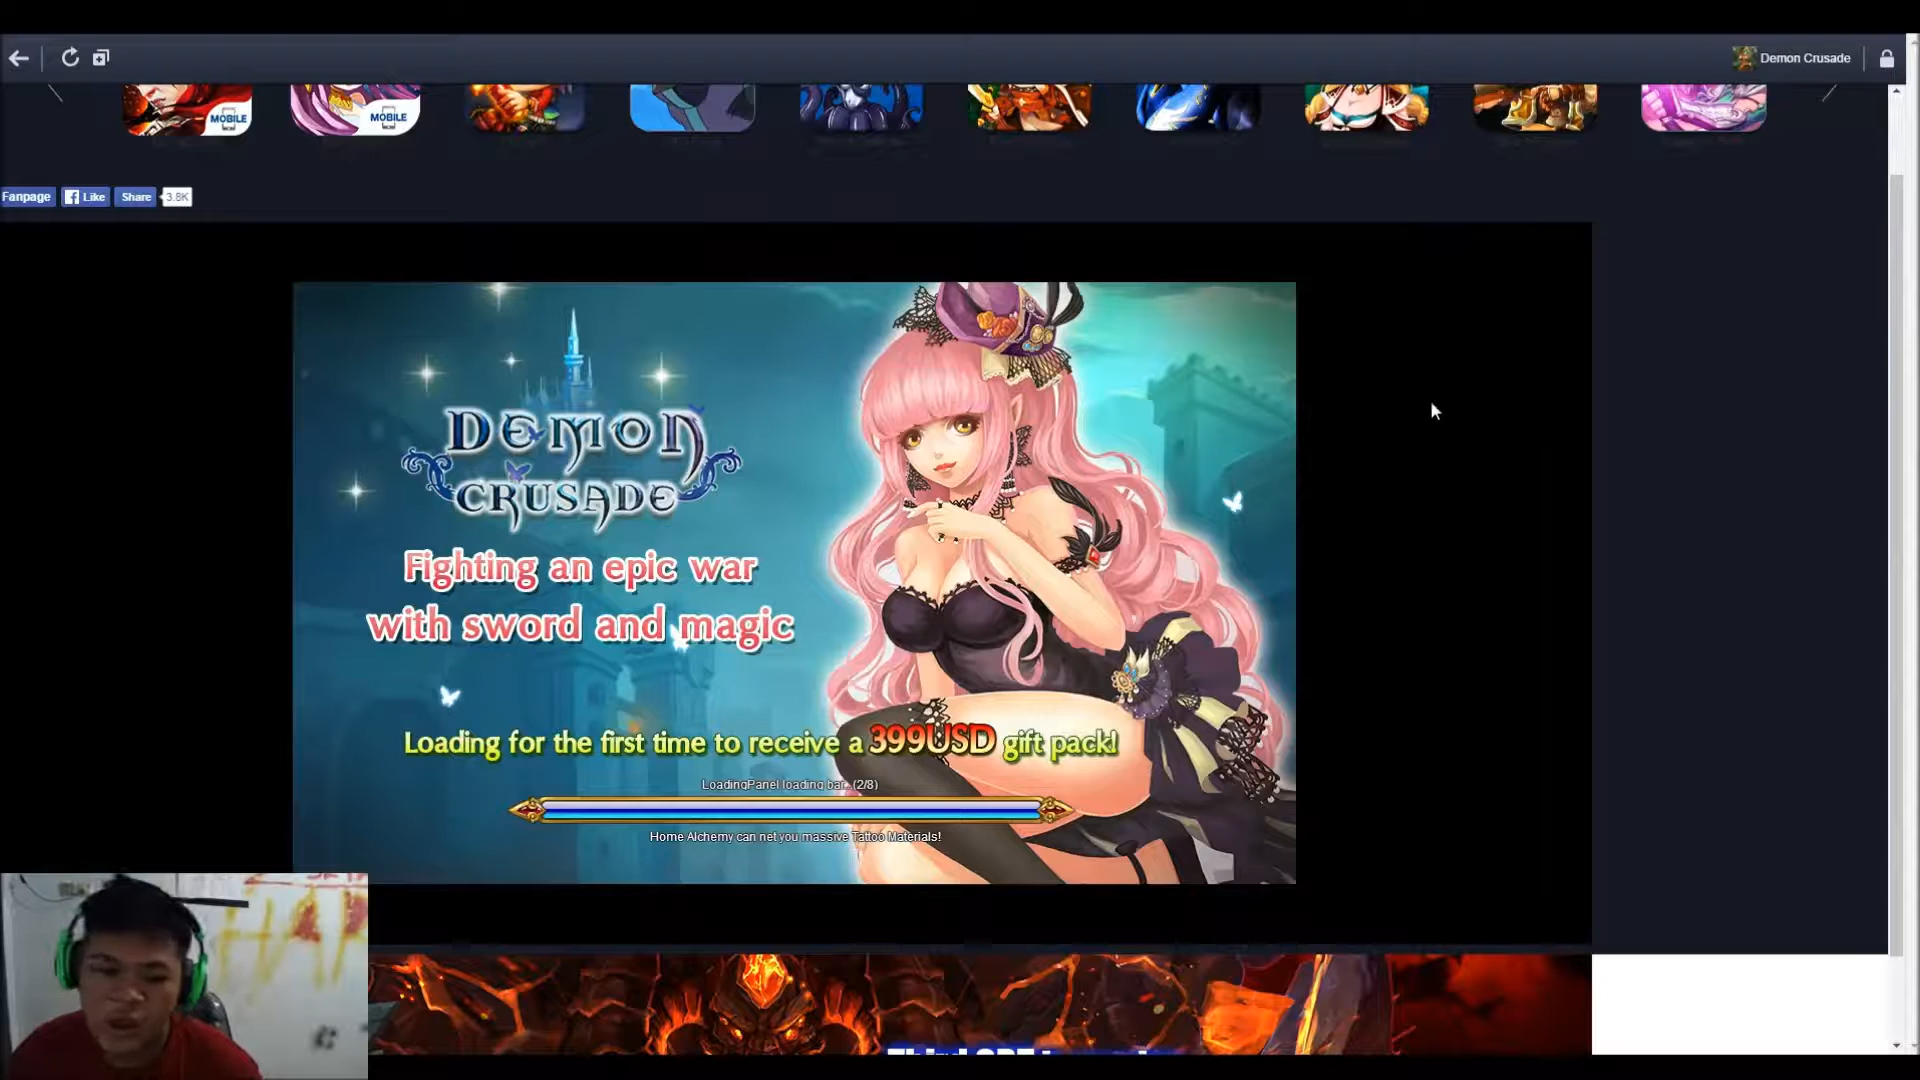 Demon Crusade
MOBILE
MOBILE
Fanpage
Like
Share
3.8K
DEMON
CRUSADE
Fighting an epic war
with sword and magic
Loading for the first time to receive a 399USD gift pack!
LoadingPanel loading bar..(2/8)
Home Alchemy can net you massive Tattoo Materials!